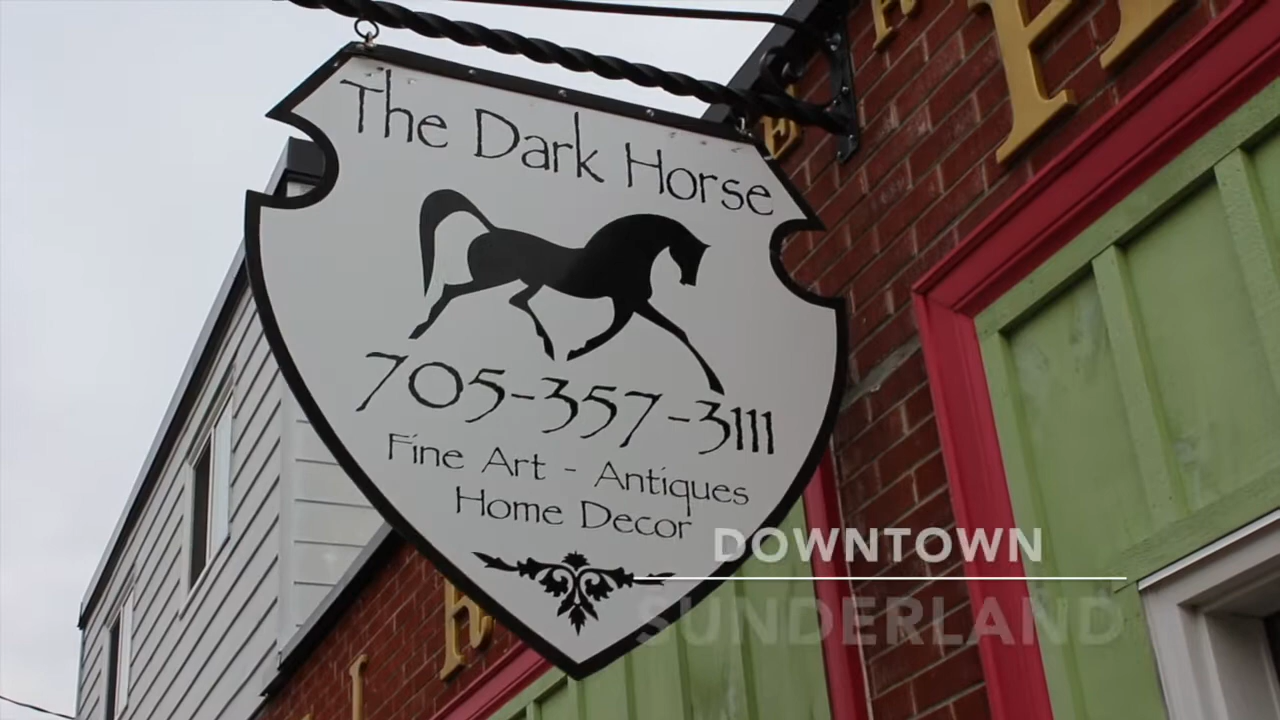 The Dark Horse
705-357-3111
Fine Art - Antiques
Home Decor
DOWNTOWN
SUNDERLAND